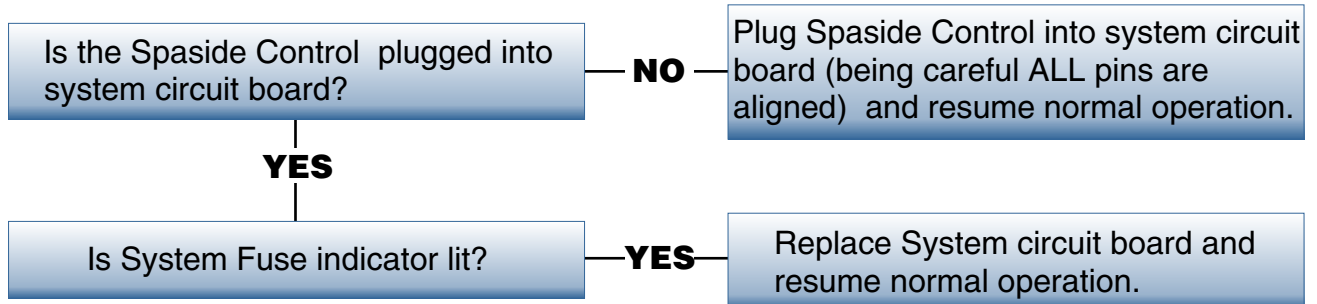 Is the Spaside Control plugged into
system circuit board?
NO
Plug Spaside Control into system circuit
board (being careful ALL pins are
aligned) and resume normal operation.
YES
Is System Fuse indicator lit?
YES
Replace System circuit board and
resume normal operation.